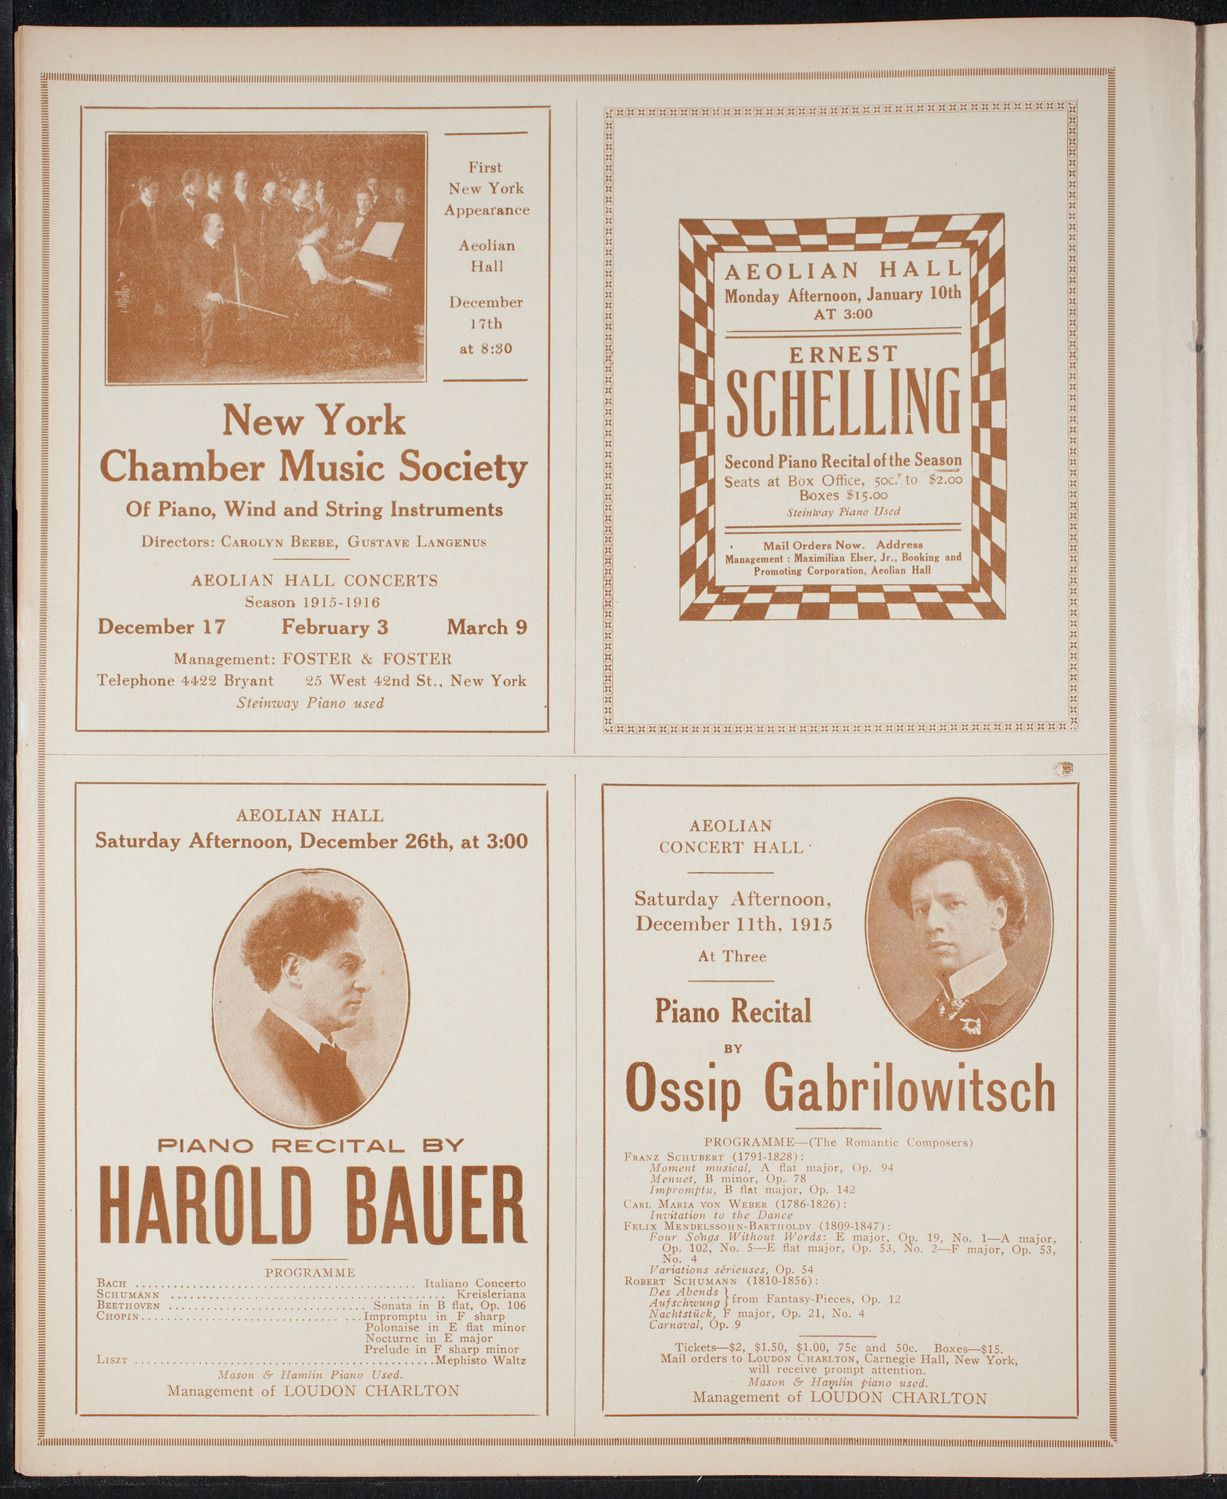 First
New York
Appearance
Aeolian
Hall
December
17th
at 8:30
New York
Chamber Music Society
Of Piano, Wind and String Instruments
Directors: Carolyn Beebe, Gustave Langenus
AEOLIAN HALL CONCERTS
Season 1915-1916
December 17 February 3 March 9
Management: FOSTER & FOSTER
Telephone 4422 Bryant 25 West 42nd St., New York
Steinway Piano used
AEOLIAN HALL
Monday Afternoon, January 10th
AT 3:00
ERNEST
SCHELLING
Second Piano Recital of the Season
Seats at Box Office, 50c. to $2.00
Boxes $15.00
Steinway Piano Used
Mail Orders Now. Address
Management: Maximilian Elser, Jr., Booking and
Promoting Corporation, Aeolian Hall
AEOLIAN HALL
Saturday Afternoon, December 26th, at 3:00
PIANO RECITAL BY
HAROLD BAUER
PROGRAMME
Bach ........ Italiano Concerto
Schumann ........ Kreisleriana
Beethoven ........ Sonata in B flat, Op. 106
Chopin ........ Impromptu in F sharp
Polonaise in E flat minor
Nocturne in E major
Prelude in F sharp minor
Liszt ........ Mephisto Waltz
Mason & Hamlin Piano Used.
Management of LOUDON CHARLTON
AEOLIAN
CONCERT HALL
Saturday Afternoon,
December 11th, 1915
At Three
Piano Recital
BY
Ossip Gabrilowitsch
PROGRAMME—(The Romantic Composers)
Franz Schubert (1791-1828):
Moment musical, A flat major, Op. 94
Menuet, B minor, Op. 78
Impromptu, B flat major, Op. 142
Carl Maria von Weber (1786-1826):
Invitation to the Dance
Felix Mendelssohn-Bartholdy (1809-1847):
Four Songs Without Words: E major, Op. 19, No. 1—A major,
Op. 102, No. 5—E flat major, Op. 53, No. 2—F major, Op. 53,
No. 4
Variations sérieuses, Op. 54
Robert Schumann (1810-1856):
Des Abends
Aufschwung } from Fantasy-Pieces, Op. 12
Nachtstück, F major, Op. 21, No. 4
Carnaval, Op. 9
Tickets—$2, $1.50, $1.00, 75c and 50c. Boxes—$15.
Mail orders to Loudon Charlton, Carnegie Hall, New York,
will receive prompt attention.
Mason & Hamlin piano used.
Management of LOUDON CHARLTON